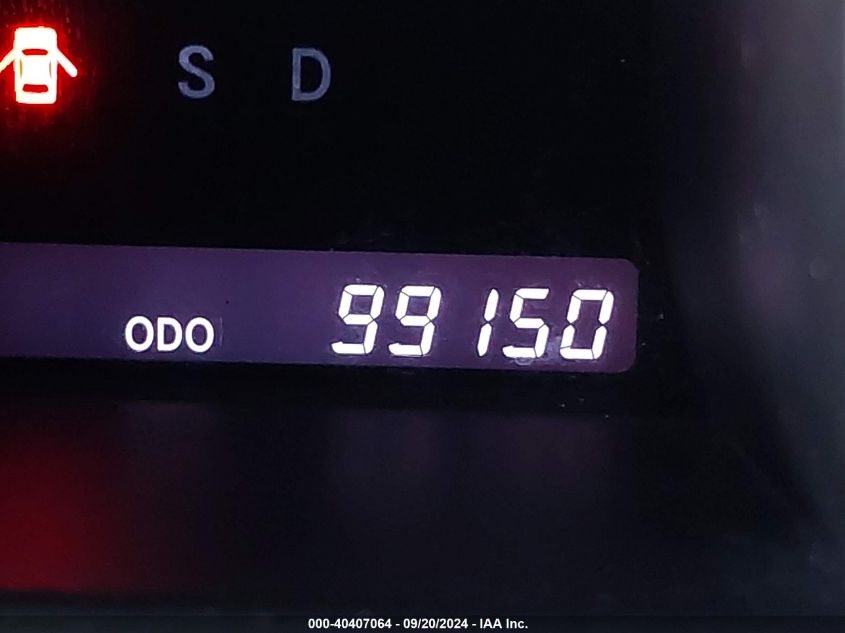 S D
ODO 99150
000-40407064 - 09/20/2024 - IAA Inc.